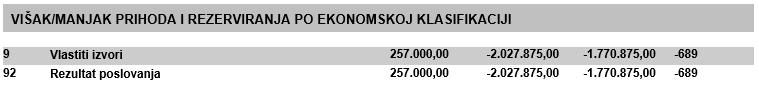 VIŠAK/MANJAK PRIHODA I REZERVIRANJA PO EKONOMSKOJ KLASIFIKACIJI
9 Vlastiti izvori 257.000,00 -2.027.875,00 -1.770.875,00 -689
92 Rezultat poslovanja 257.000,00 -2.027.875,00 -1.770.875,00 -689